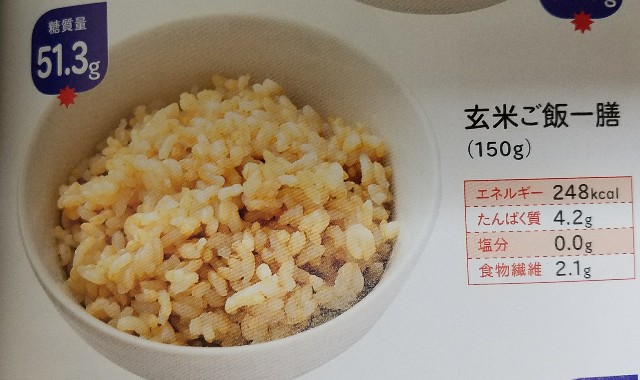 糖質量
51.3g
g
玄米ご飯一膳
(150g)
エネルギー 248kcal
たんぱく質 4.2g
塩分 0.0g
食物繊維 2.1g